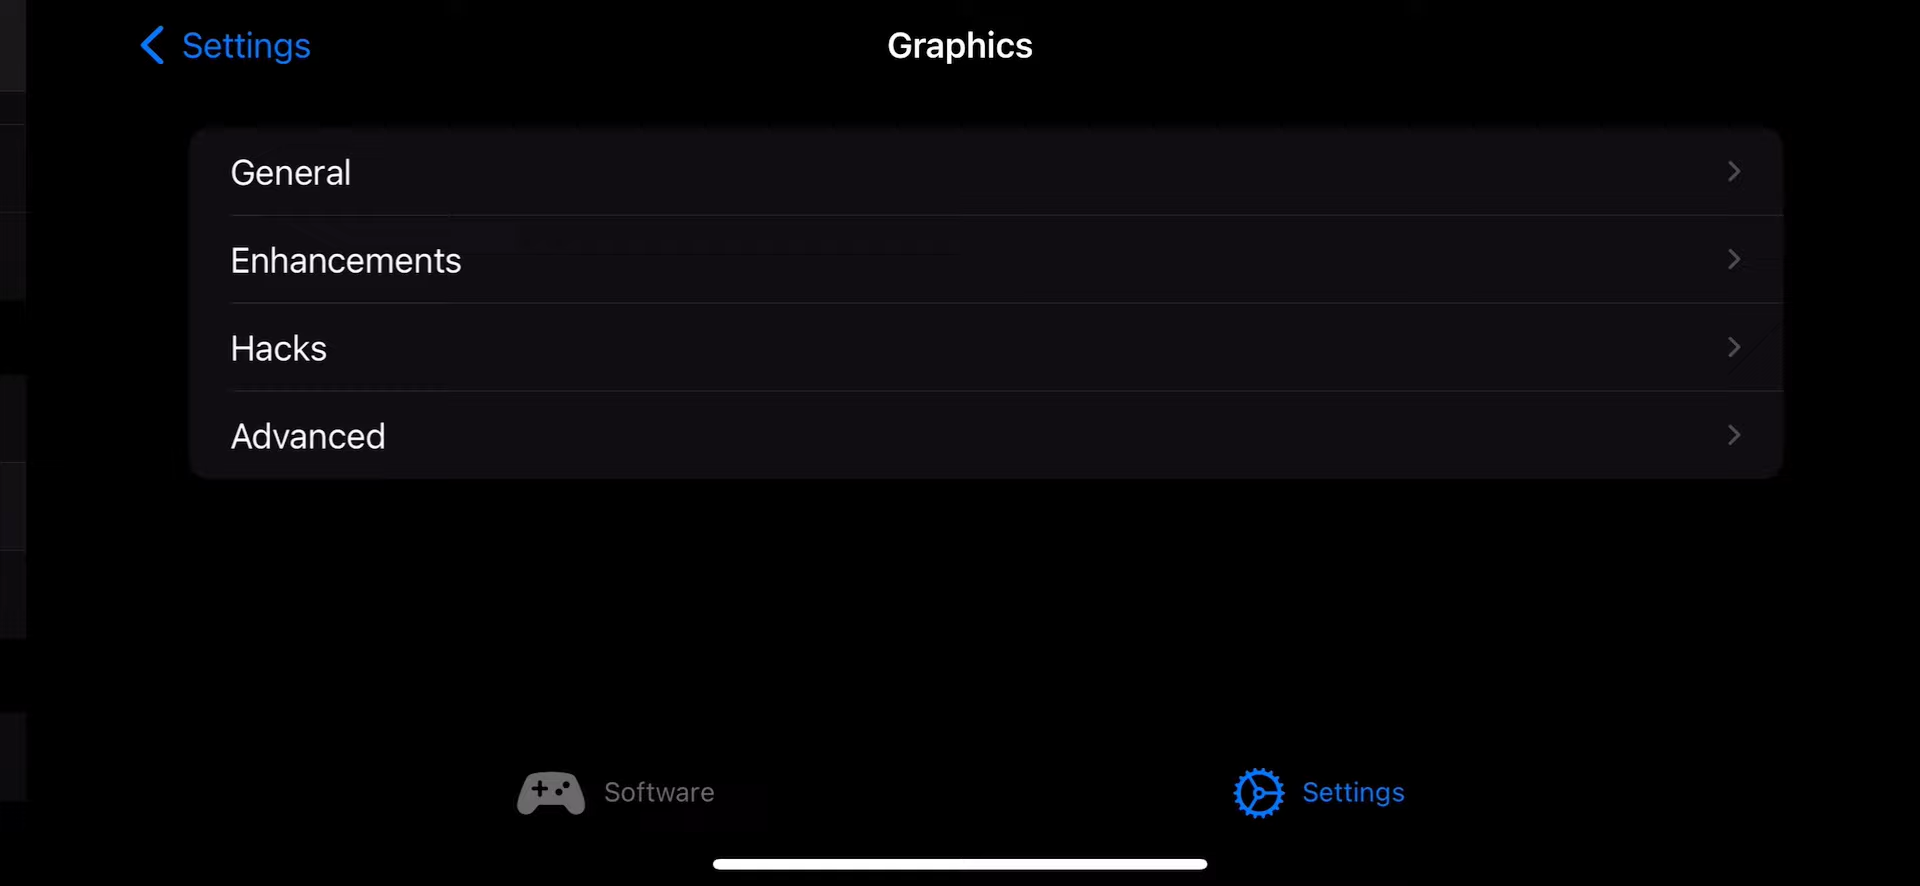 Settings
Graphics
General
Enhancements
Hacks
Advanced
Software
Settings